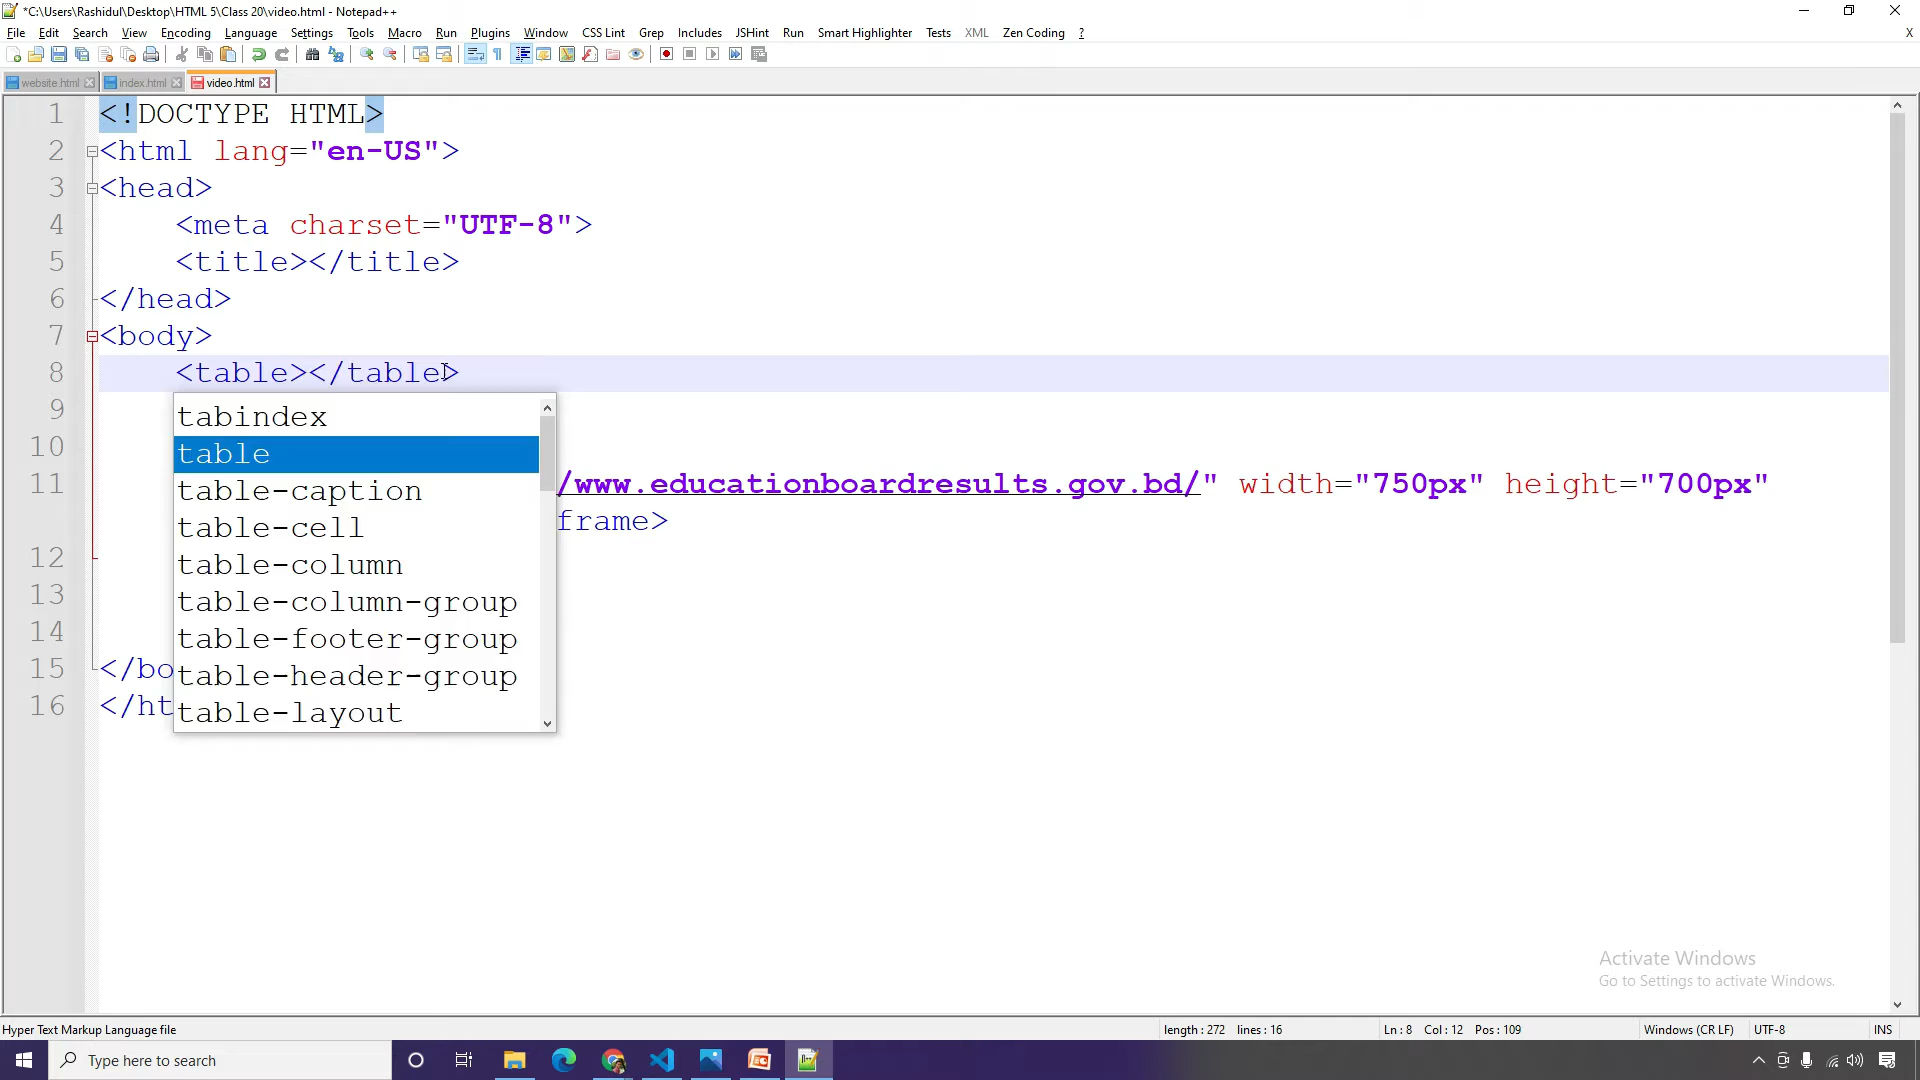 *C:\Users\Rashidul\Desktop\HTML 5\Class 20\video.html - Notepad++
File Edit Search View Encoding Language Settings Tools Macro Run Plugins Window CSS Lint Grep Includes JSHint Run Smart Highlighter Tests XML Zen Coding ? X
website.html index.html video.html
1 <!DOCTYPE HTML>
2 <html lang="en-US">
3 <head>
4 <meta charset="UTF-8">
5 <title></title>
6 </head>
7 <body>
8 <table></table>
9 tabindex
10 table
11 table-caption /www.educationboardresults.gov.bd/" width="750px" height="700px"
table-cell frame>
12 table-column
13 table-column-group
14 table-footer-group
15 </bo table-header-group
16 </ht table-layout
Activate Windows
Go to Settings to activate Windows.
Hyper Text Markup Language file length : 272 lines : 16 Ln : 8 Col : 12 Pos : 109 Windows (CR LF) UTF-8 INS
Type here to search